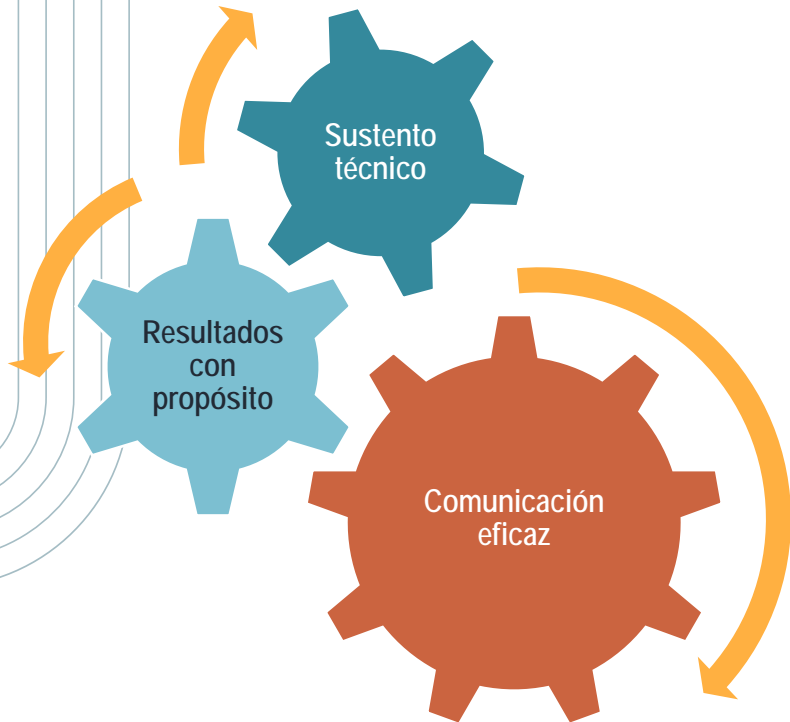 Sustento
técnico
Resultados
con
propósito
Comunicación
eficaz